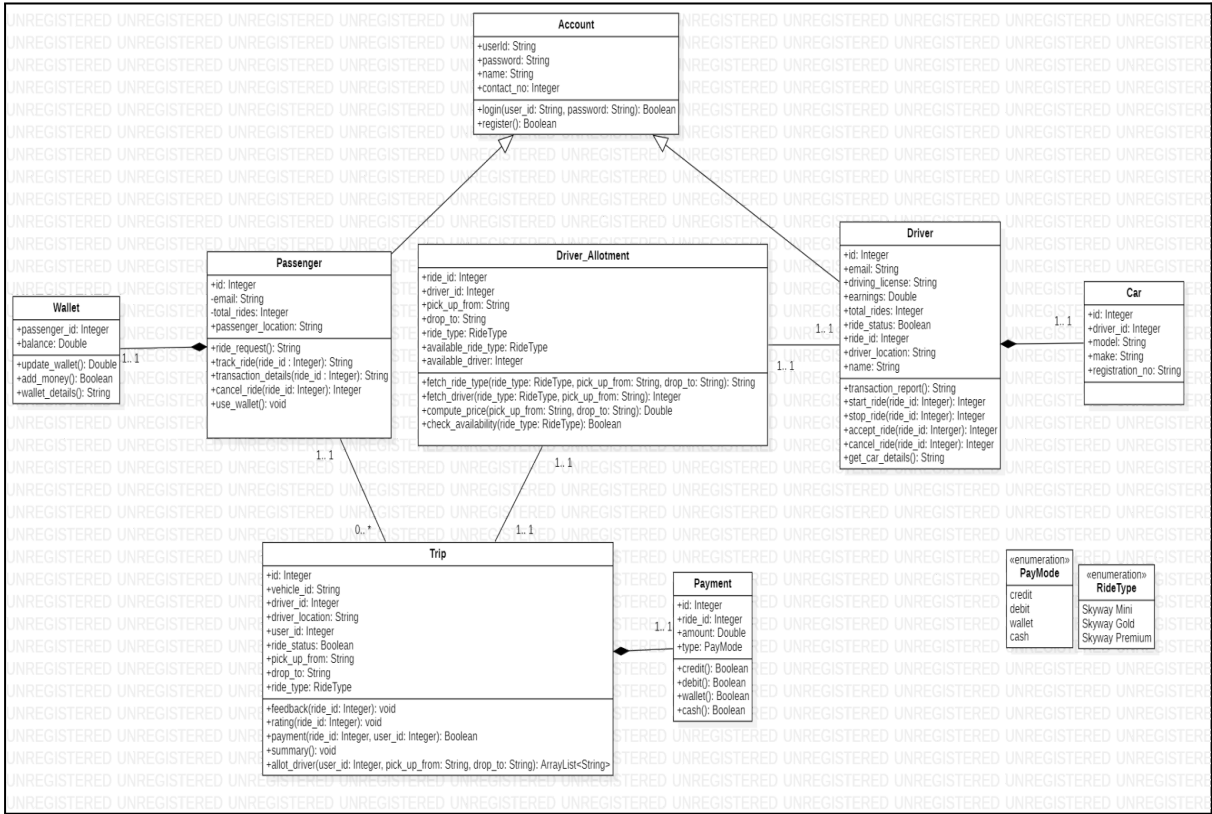 Account
+userId: String
+password: String
+name: String
+contact_no: Integer
+login(user_id: String, password: String): Boolean
+register(): Boolean
Passenger
+id: Integer
-email: String
-total_rides: Integer
+passenger_location: String
+ride_request(): String
+track_ride(ride_id : Integer): String
+transaction_details(ride_id : Integer): String
+cancel_ride(ride_id: Integer): Integer
+use_wallet(): void
Driver_Allotment
+ride_id: Integer
+driver_id: Integer
+pick_up_from: String
+drop_to: String
+ride_type: RideType
+available_ride_type: RideType
+available_driver: Integer
+fetch_ride_type(ride_type: RideType, pick_up_from: String, drop_to: String): String
+fetch_driver(ride_type: RideType, pick_up_from: String): Integer
+compute_price(pick_up_from: String, drop_to: String): Double
+check_availability(ride_type: RideType): Boolean
Driver
+id: Integer
+email: String
+driving_license: String
+earnings: Double
+total_rides: Integer
+ride_status: Boolean
+ride_id: Integer
+driver_location: String
+name: String
+transaction_report(): String
+start_ride(ride_id: Integer): Integer
+stop_ride(ride_id: Integer): Integer
+accept_ride(ride_id: Interger): Integer
+cancel_ride(ride_id: Integer): Integer
+get_car_details(): String
Wallet
+passenger_id: Integer
+balance: Double
+update_wallet(): Double
+add_money(): Boolean
+wallet_details(): String
1.. 1
Car
+id: Integer
+driver_id: Integer
+model: String
+make: String
+registration_no: String
1.. 1
1.. 1
1.. 1
1.. 1
0.. *
1.. 1
1.. 1
Trip
+id: Integer
+vehicle_id: String
+driver_id: Integer
+driver_location: String
+user_id: Integer
+ride_status: Boolean
+pick_up_from: String
+drop_to: String
+ride_type: RideType
+feedback(ride_id: Integer): void
+rating(ride_id: Integer): void
+payment(ride_id: Integer, user_id: Integer): Boolean
+summary(): void
+allot_driver(user_id: Integer, pick_up_from: String, drop_to: String): ArrayList<String>
1.. 1
Payment
+id: Integer
+ride_id: Integer
+amount: Double
+type: PayMode
+credit(): Boolean
+debit(): Boolean
+wallet(): Boolean
+cash(): Boolean
«enumeration»
PayMode
credit
debit
wallet
cash
«enumeration»
RideType
Skyway Mini
Skyway Gold
Skyway Premium
UNREGISTERED